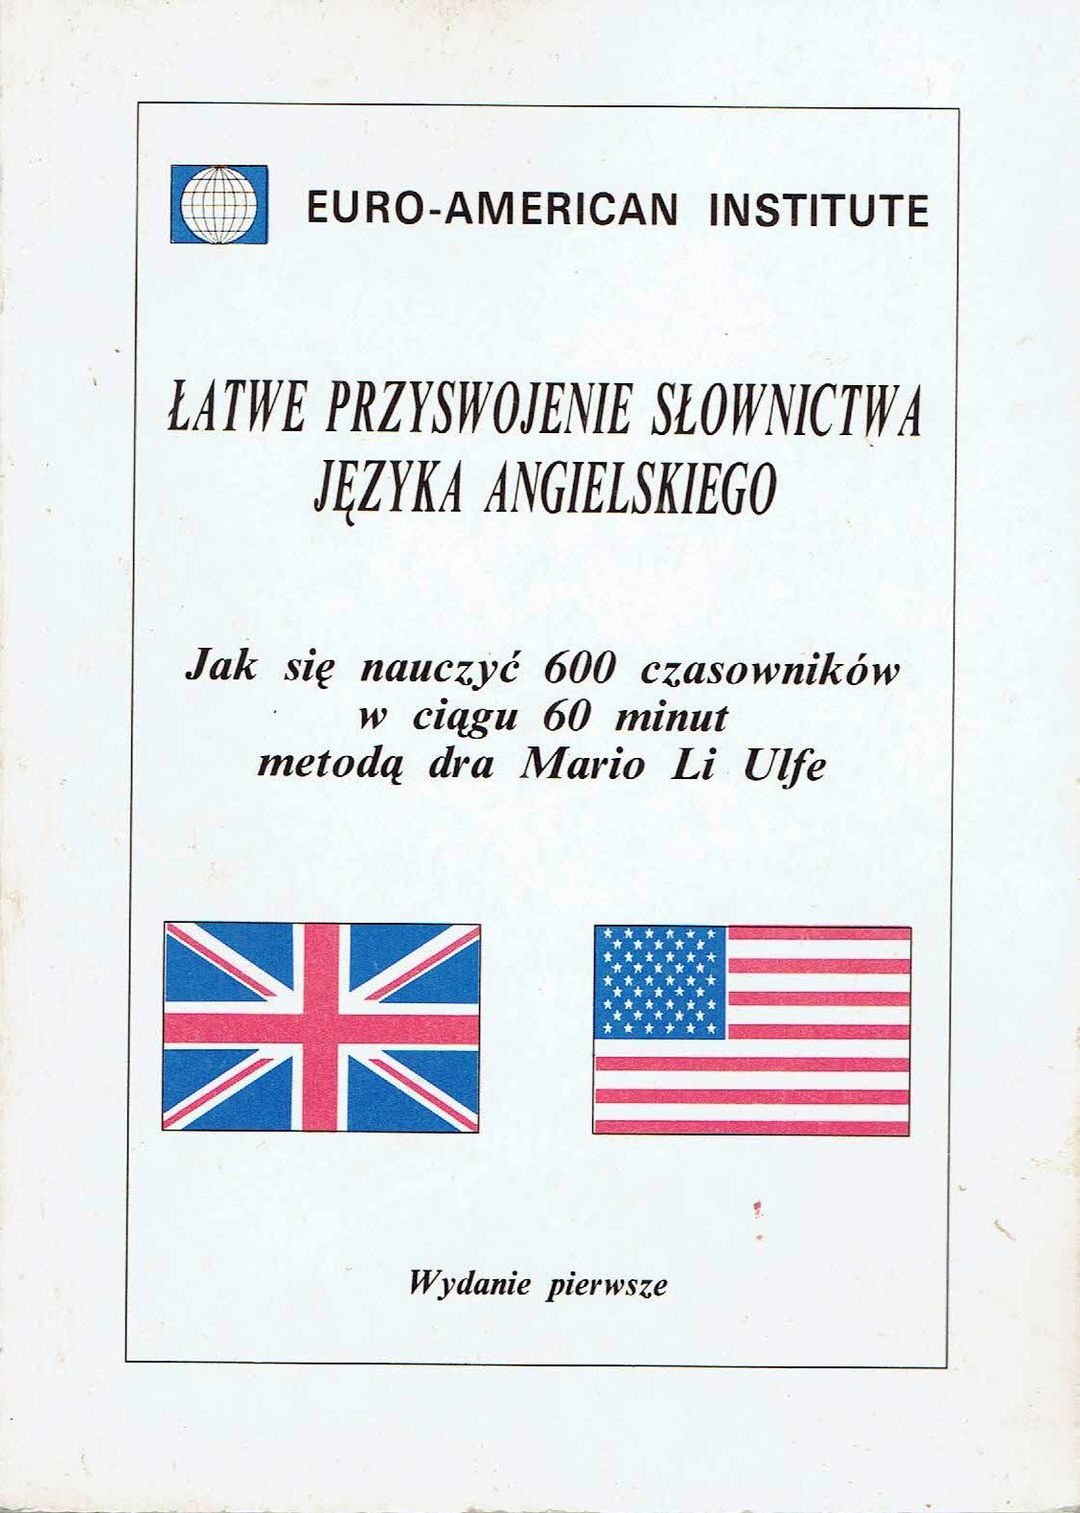 EURO-AMERICAN INSTITUTE
ŁATWE PRZYSWOJENIE SŁOWNICTWA
JĘZYKA ANGIELSKIEGO
Jak się nauczyć 600 czasowników
w ciągu 60 minut
metodą dra Mario Li Ulfe
Wydanie pierwsze